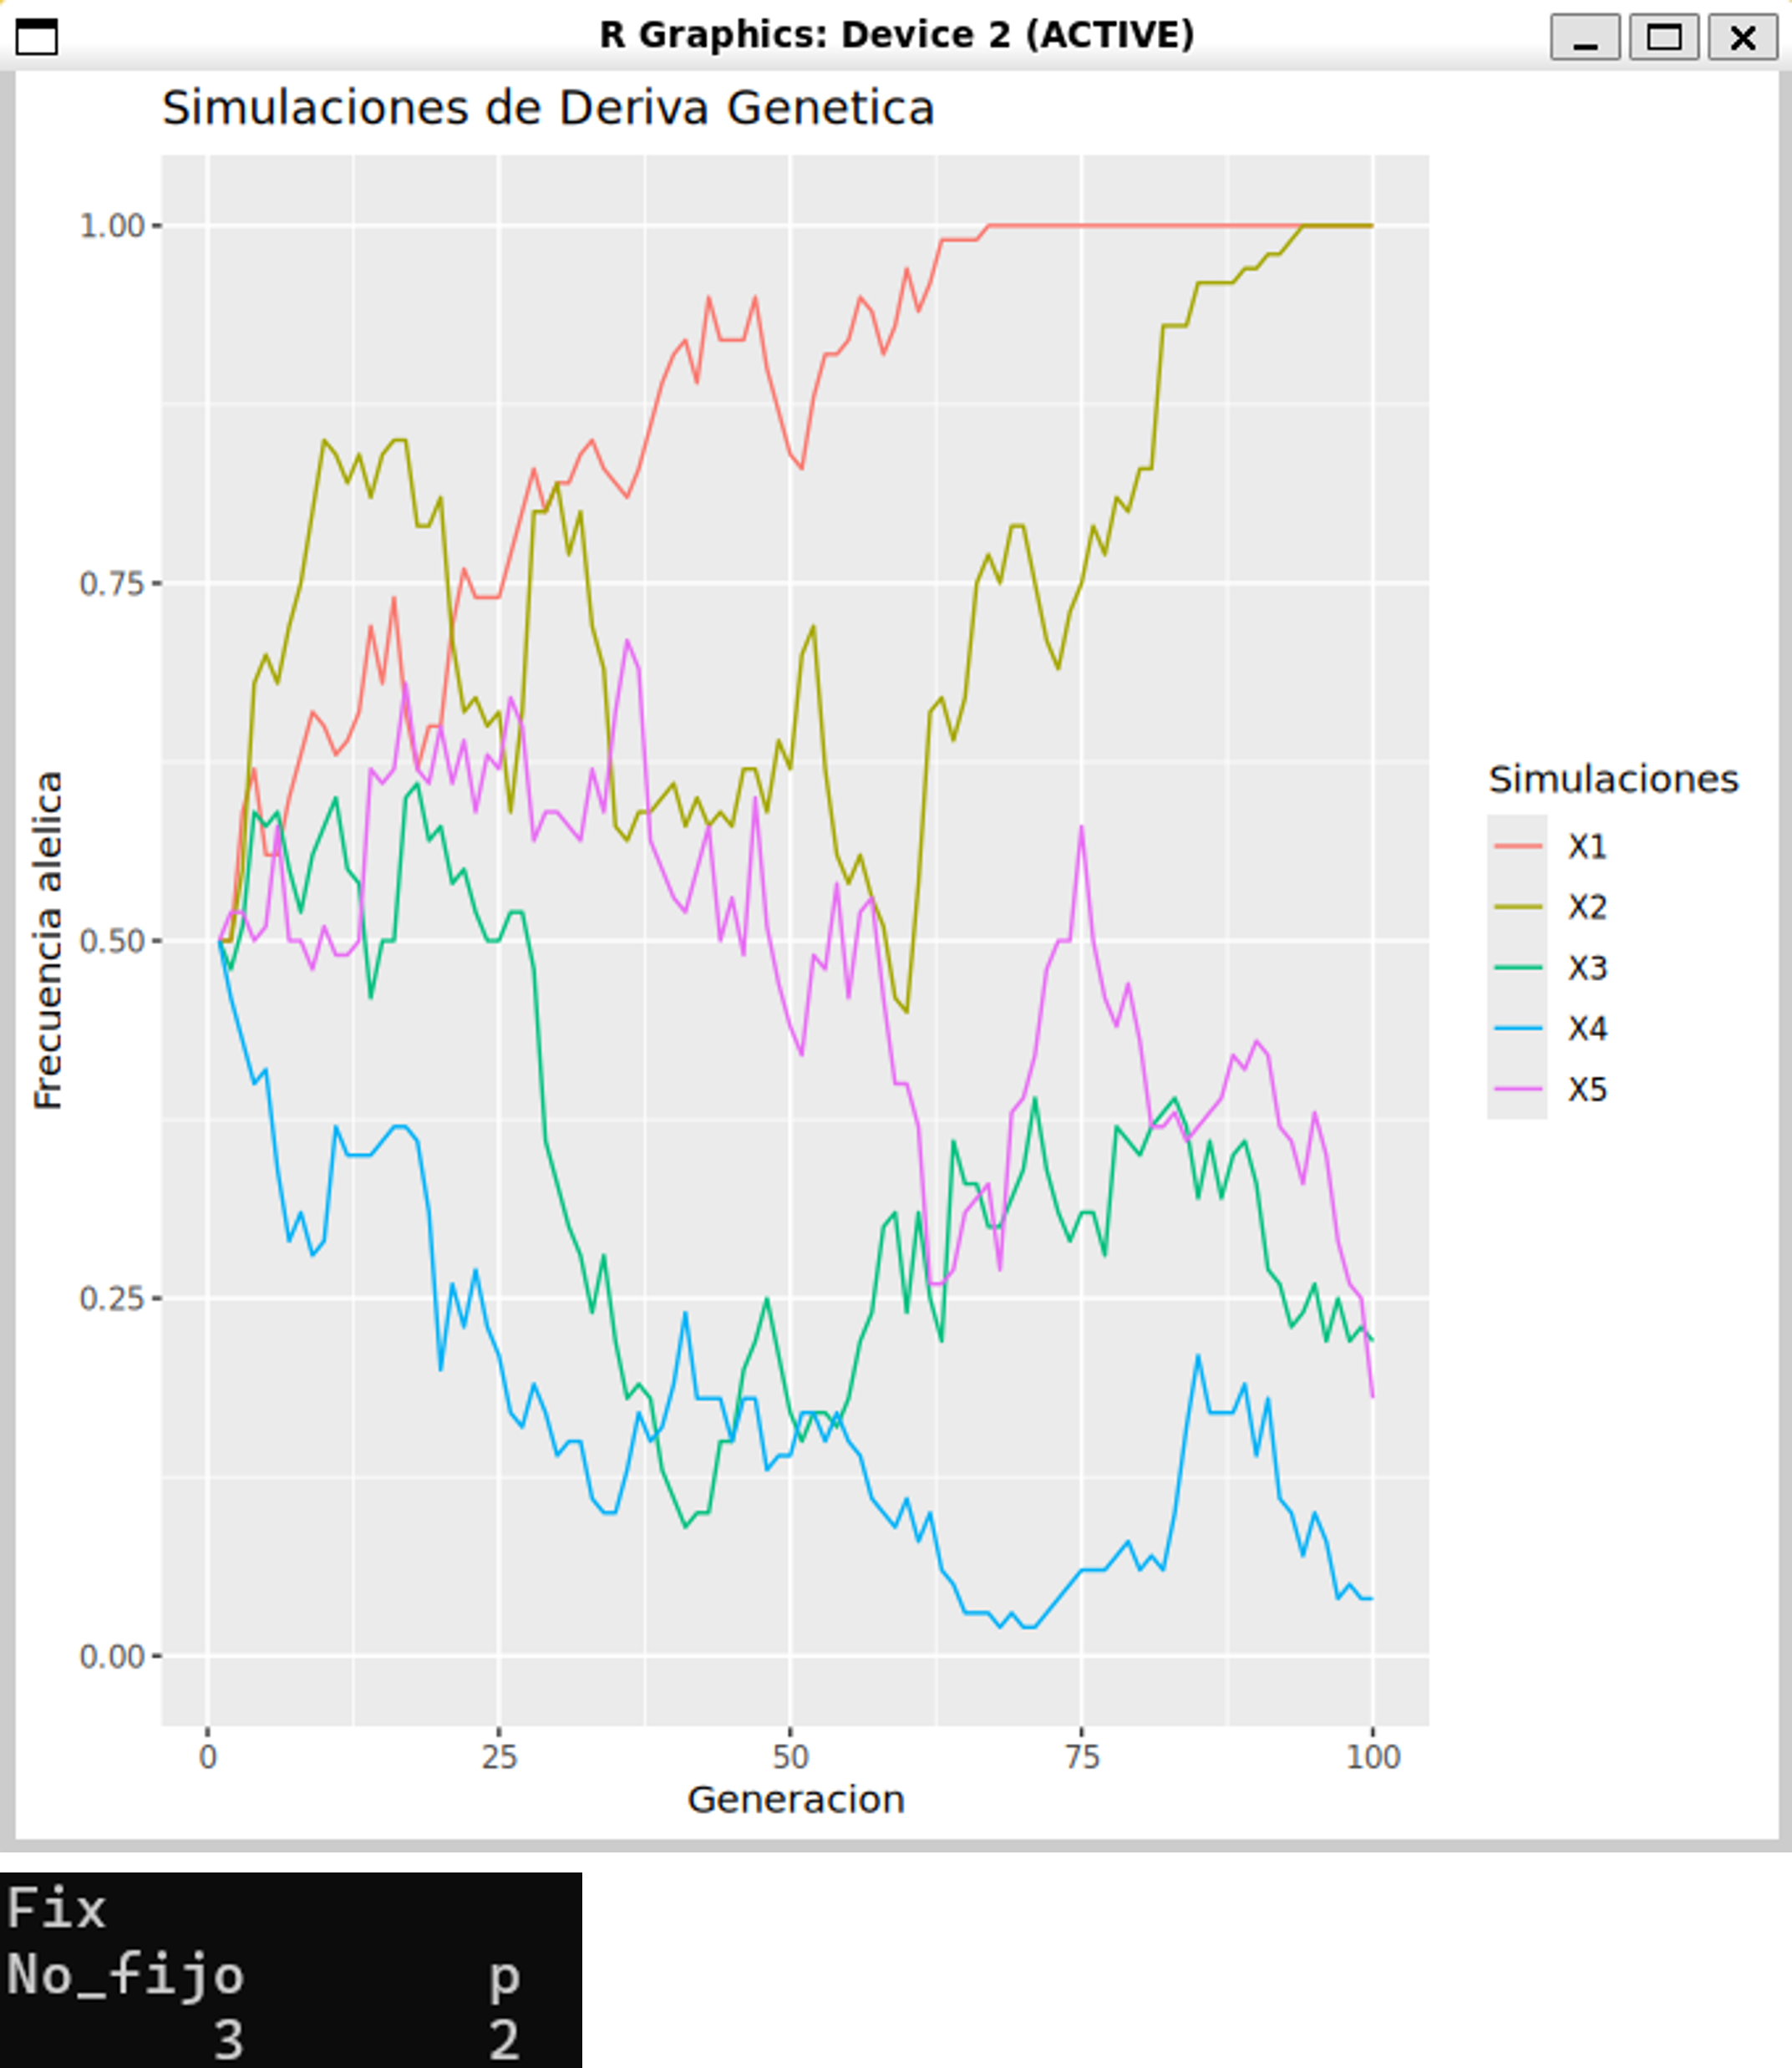 R Graphics: Device 2 (ACTIVE)
Simulaciones de Deriva Genetica
1.00
0.75
0.50
0.25
0.00
Frecuencia alelica
0 25 50 75 100
Generacion
Simulaciones
X1
X2
X3
X4
X5
Fix
No_fijo p
3 2